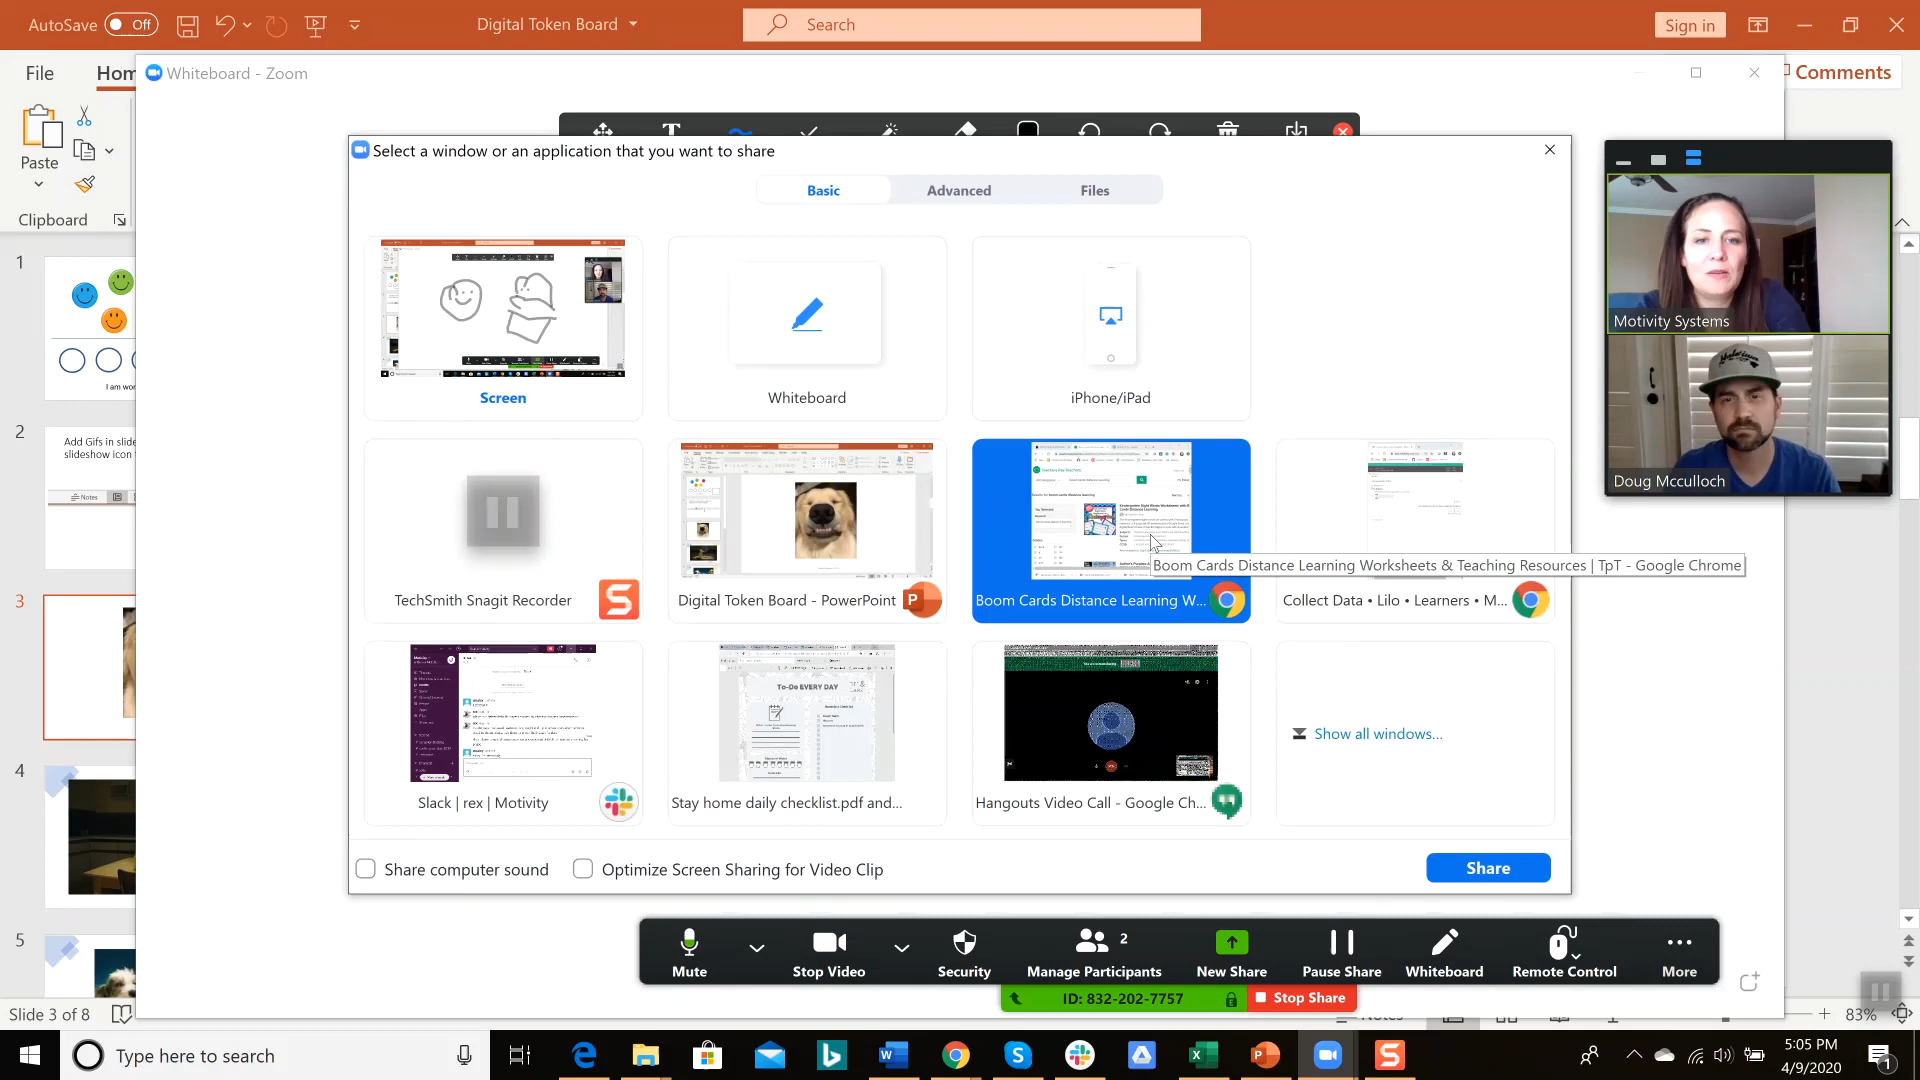 AutoSave
Off
Digital Token Board
Search
Sign in
File
Whiteboard - Zoom
Comments
Paste
Clipboard
Select a window or an application that you want to share
Basic
Advanced
Files
Motivity Systems
Doug Mcculloch
Screen
Whiteboard
iPhone/iPad
1
2
3
4
5
Add Gifs in slide
slideshow icon
Notes
TechSmith Snagit Recorder
Digital Token Board - PowerPoint
Boom Cards Distance Learning W...
Collect Data • Lilo • Learners • M...
Boom Cards Distance Learning Worksheets & Teaching Resources | TpT - Google Chrome
To-Do EVERY DAY
Slack | rex | Motivity
Stay home daily checklist.pdf and...
Hangouts Video Call - Google Ch...
Show all windows...
Share computer sound
Optimize Screen Sharing for Video Clip
Share
Mute
Stop Video
Security
Manage Participants
2
New Share
Pause Share
Whiteboard
Remote Control
More
ID: 832-202-7757
Stop Share
Slide 3 of 8
83%
Type here to search
5:05 PM
4/9/2020
1